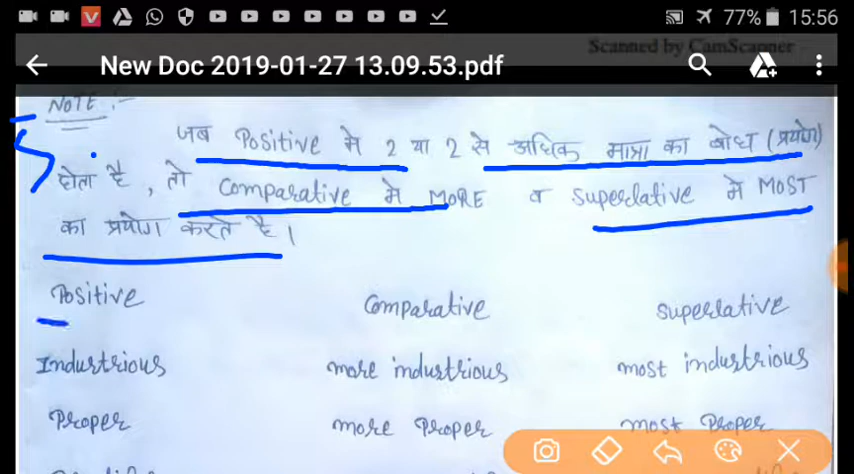 77% 15:56
New Doc 2019-01-27 13.09.53.pdf
Scanned by CamScanner
NOTE :-
जब Positive मे 2 या 2 से अधिक मात्रा का बोध (प्रयोग)
होता है, तो Comparative मे MORE व Superlative मे MOST
का प्रयोग करते है।
Positive Comparative Superlative
Industrious more industrious most industrious
Proper more Proper most Proper